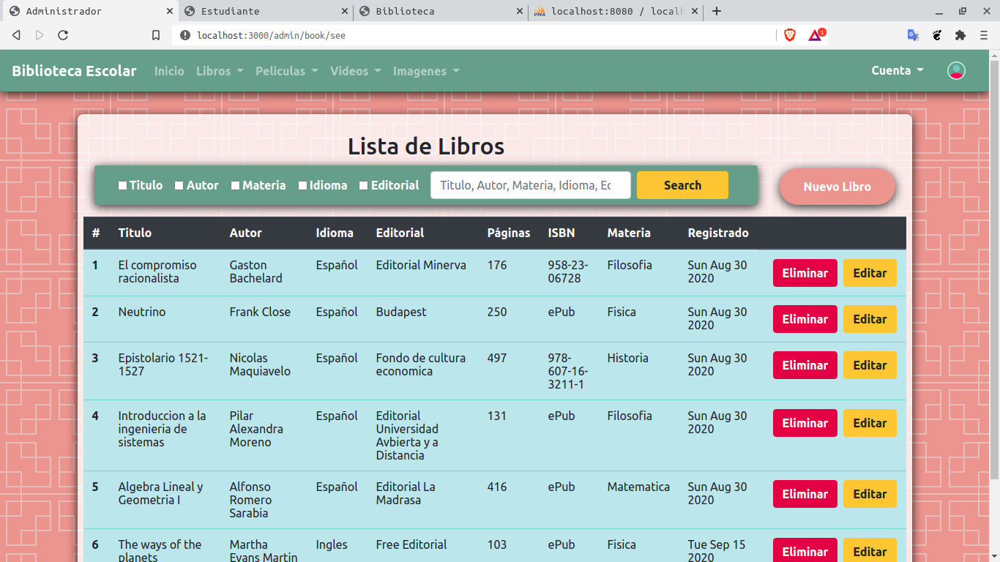 Administrador
Estudiante
Biblioteca
localhost:8080 / local
localhost:3000/admin/book/see
1
Biblioteca Escolar Inicio Libros Peliculas Videos Imagenes Cuenta
Lista de Libros
Titulo Autor Materia Idioma Editorial Titulo, Autor, Materia, Idioma, Ec Search Nuevo Libro
# Titulo Autor Idioma Editorial Páginas ISBN Materia Registrado
1 El compromiso Gaston Español Editorial Minerva 176 958-23- Filosofia Sun Aug 30 Eliminar Editar
racionalista Bachelard 06728 2020
2 Neutrino Frank Close Español Budapest 250 ePub Fisica Sun Aug 30 Eliminar Editar
2020
3 Epistolario 1521- Nicolas Español Fondo de cultura 497 978- Historia Sun Aug 30 Eliminar Editar
1527 Maquiavelo economica 607-16- 2020
3211-1
4 Introduccion a la Pilar Español Editorial 131 ePub Filosofia Sun Aug 30 Eliminar Editar
ingenieria de Alexandra Universidad 2020
sistemas Moreno Avbierta y a
Distancia
5 Algebra Lineal y Alfonso Español Editorial La 416 ePub Matematica Sun Aug 30 Eliminar Editar
Geometria I Romero Madrasa 2020
Sarabia
6 The ways of the Martha Ingles Free Editorial 103 ePub Fisica Tue Sep 15 Eliminar Editar
planets Evans Martin 2020